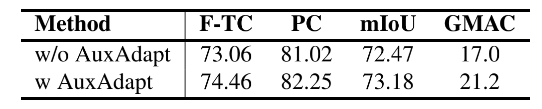 Method F-TC PC mIoU GMAC
w/o AuxAdapt 73.06 81.02 72.47 17.0
w AuxAdapt 74.46 82.25 73.18 21.2